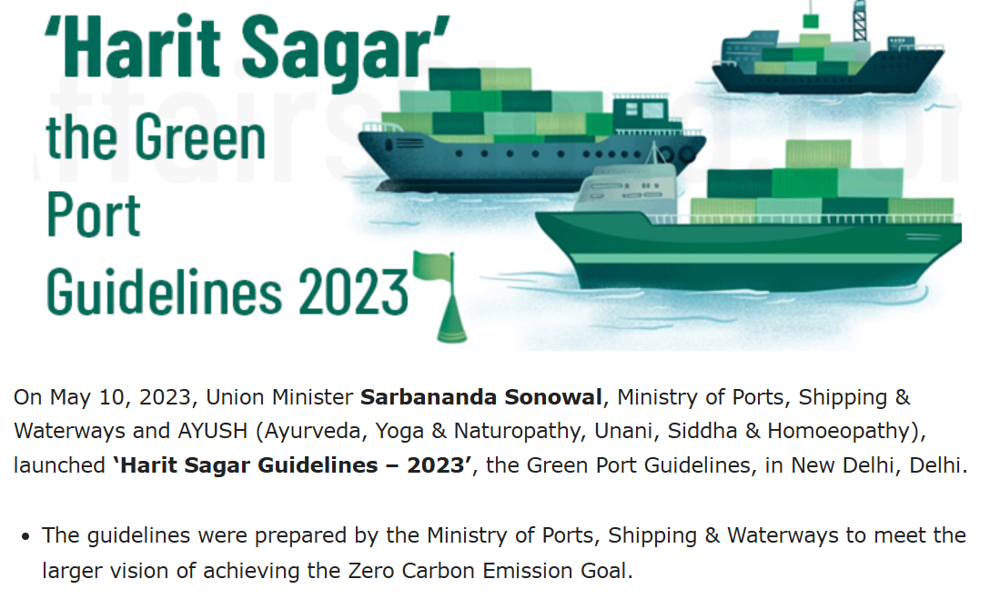 ‘Harit Sagar’
the Green
Port
Guidelines 2023
On May 10, 2023, Union Minister Sarbananda Sonowal, Ministry of Ports, Shipping &
Waterways and AYUSH (Ayurveda, Yoga & Naturopathy, Unani, Siddha & Homoeopathy),
launched ‘Harit Sagar Guidelines – 2023’, the Green Port Guidelines, in New Delhi, Delhi.
• The guidelines were prepared by the Ministry of Ports, Shipping & Waterways to meet the
larger vision of achieving the Zero Carbon Emission Goal.